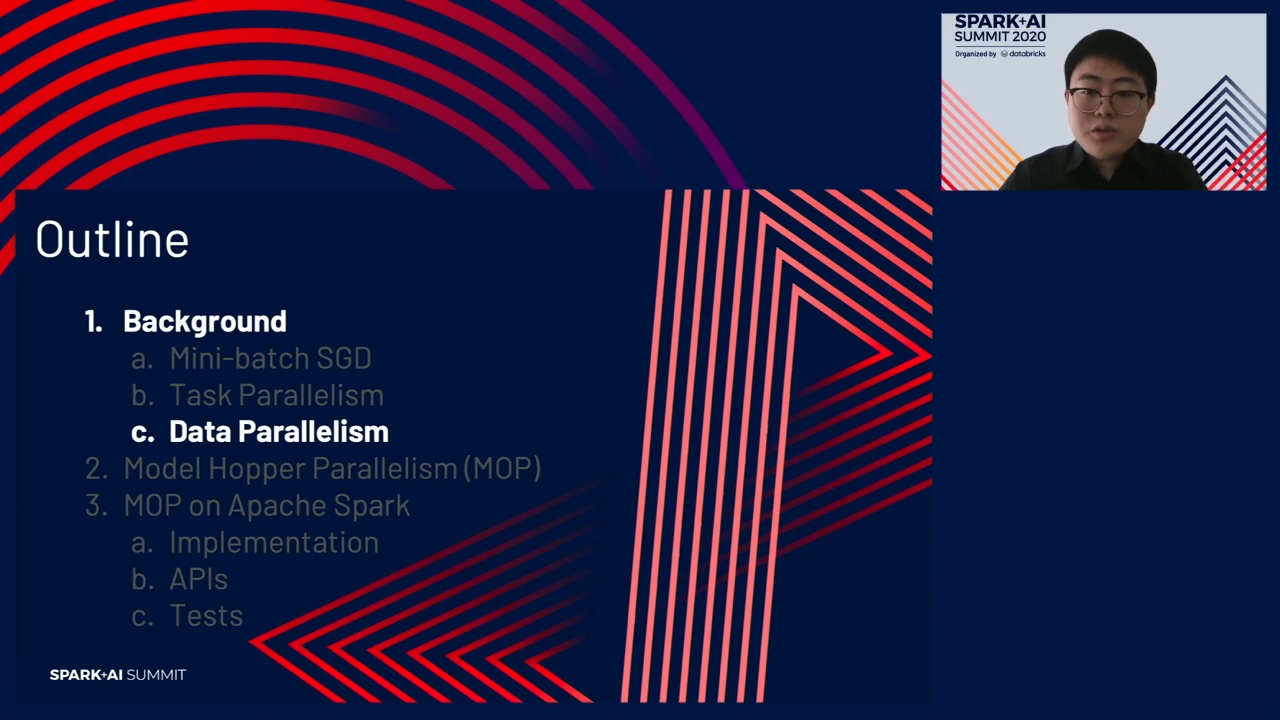 SPARK+AI
SUMMIT 2020
Organized by databricks
Outline
1. Background
a. Mini-batch SGD
b. Task Parallelism
c. Data Parallelism
2. Model Hopper Parallelism (MOP)
3. MOP on Apache Spark
a. Implementation
b. APIs
c. Tests
SPARK+AI SUMMIT